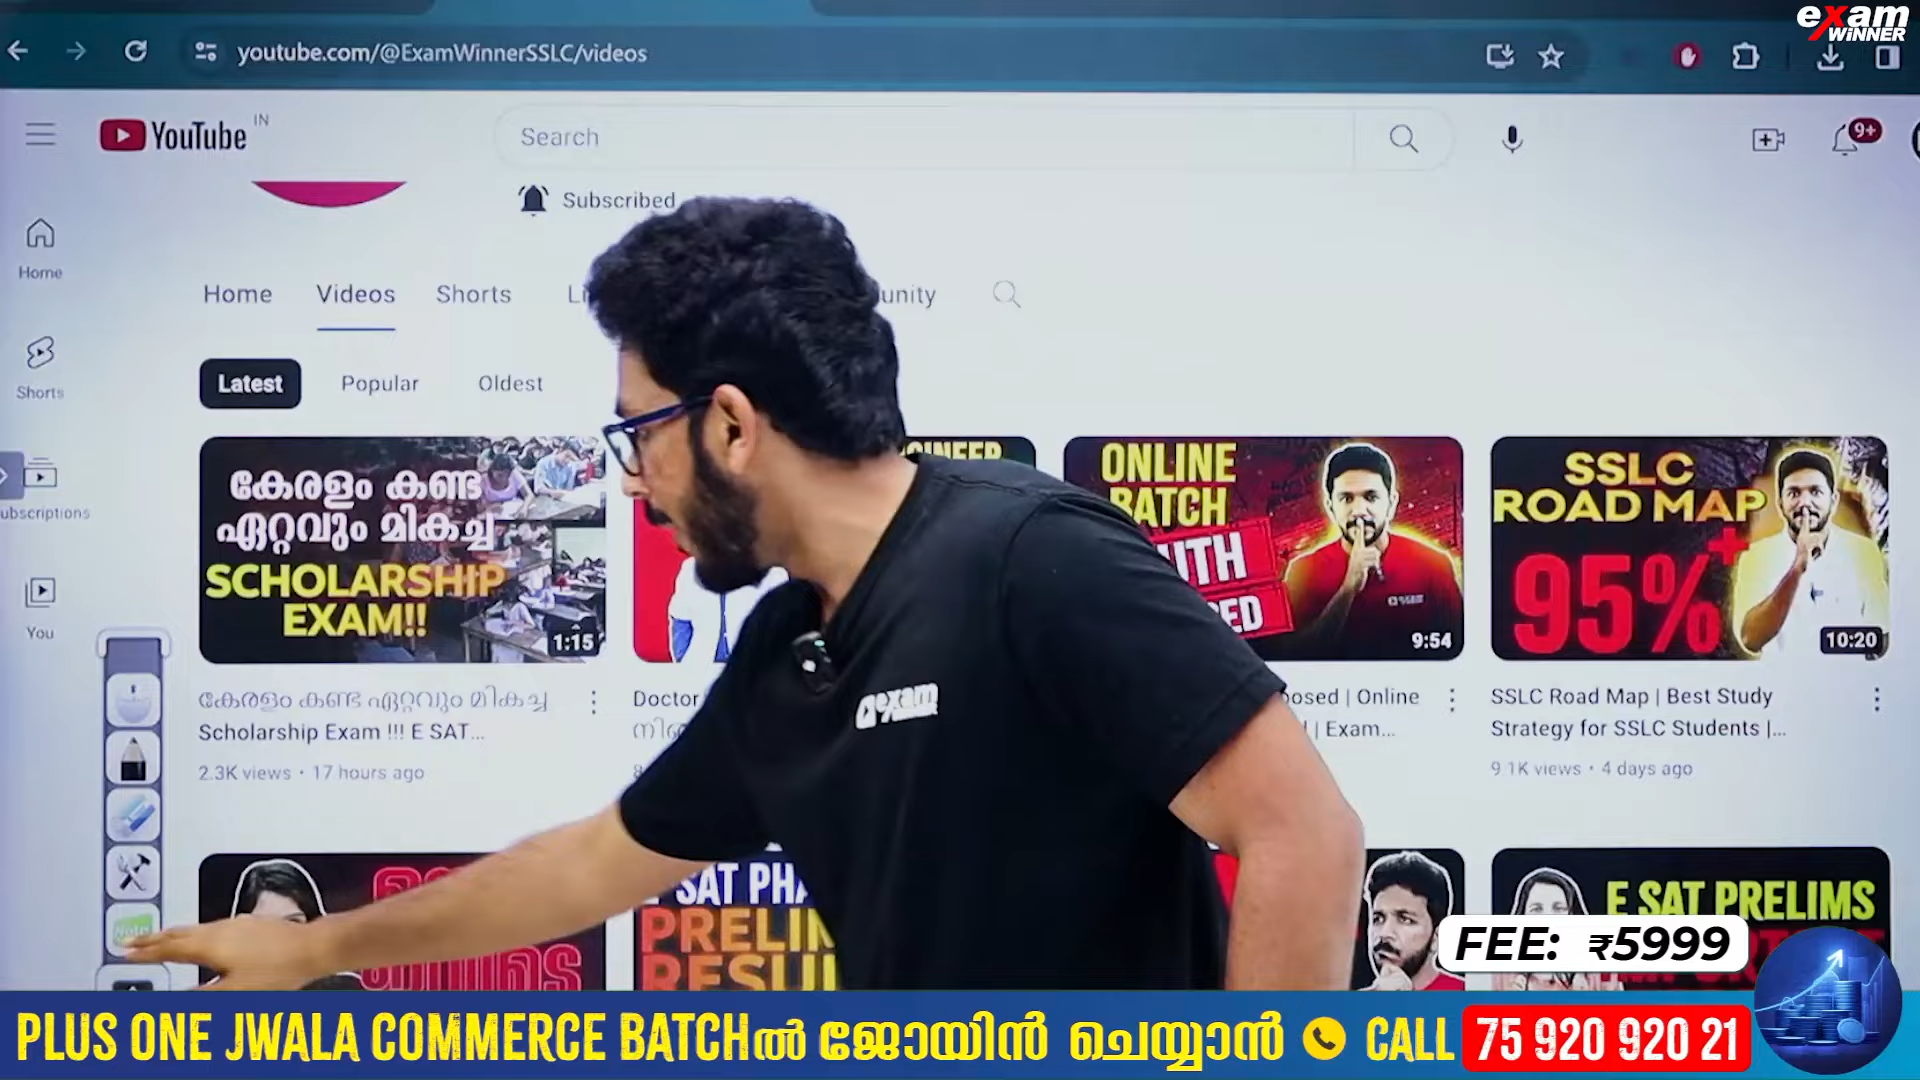 exam
WINNER
youtube.com/@ExamWinnerSSLC/videos
YouTube IN
Search
9+
Subscribed
Home
Videos
Shorts
unity
Home
Shorts
ubscriptions
You
Latest
Popular
Oldest
കേരളം കണ്ട
ഏറ്റവും മികച്ച
SCHOLARSHIP
EXAM!!
1:15
ONLINE
BATCH
9:54
SSLC
ROAD MAP
95%+
10:20
കേരളം കണ്ട ഏറ്റവും മികച്ച
Scholarship Exam !!! E SAT...
2.3K views • 17 hours ago
Doctor
Online
Exam...
SSLC Road Map | Best Study
Strategy for SSLC Students |...
9.1K views • 4 days ago
exam
WINNER
Note
SAT
E SAT PRELIMS
FEE: ₹5999
PLUS ONE JWALA COMMERCE BATCHൽ ജോയിൻ ചെയ്യാൻ CALL 75 920 920 21